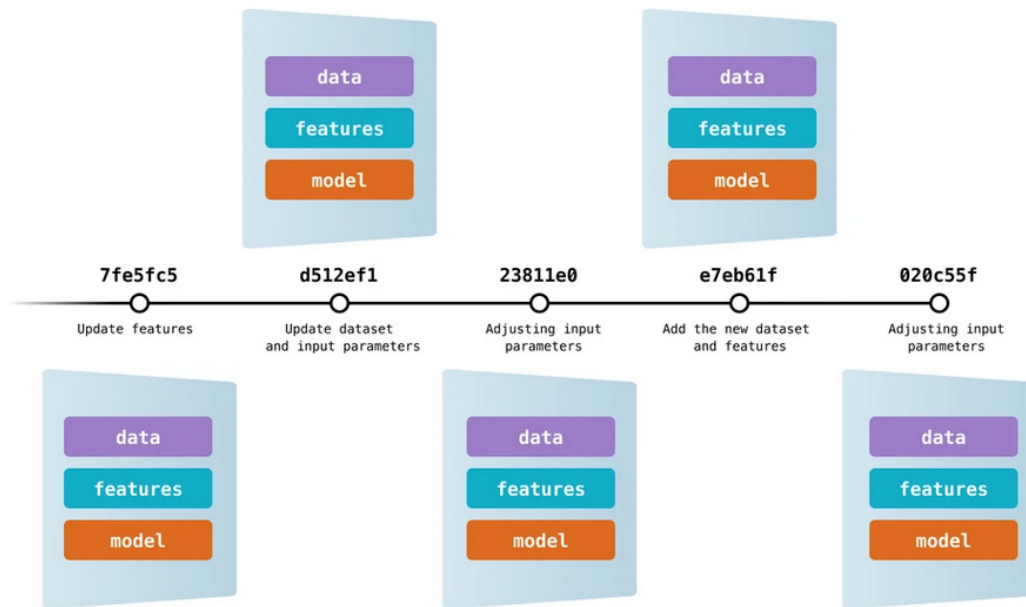 data
features
model
data
features
model
7fe5fc5
d512ef1
23811e0
e7eb61f
020c55f
Update features
Update dataset
and input parameters
Adjusting input
parameters
Add the new dataset
and features
Adjusting input
parameters
data
features
model
data
features
model
data
features
model